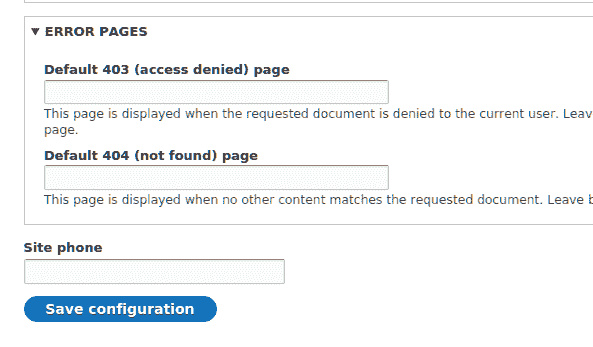 ERROR PAGES
Default 403 (access denied) page
This page is displayed when the requested document is denied to the current user. Leav
page.
Default 404 (not found) page
This page is displayed when no other content matches the requested document. Leave b
Site phone
Save configuration